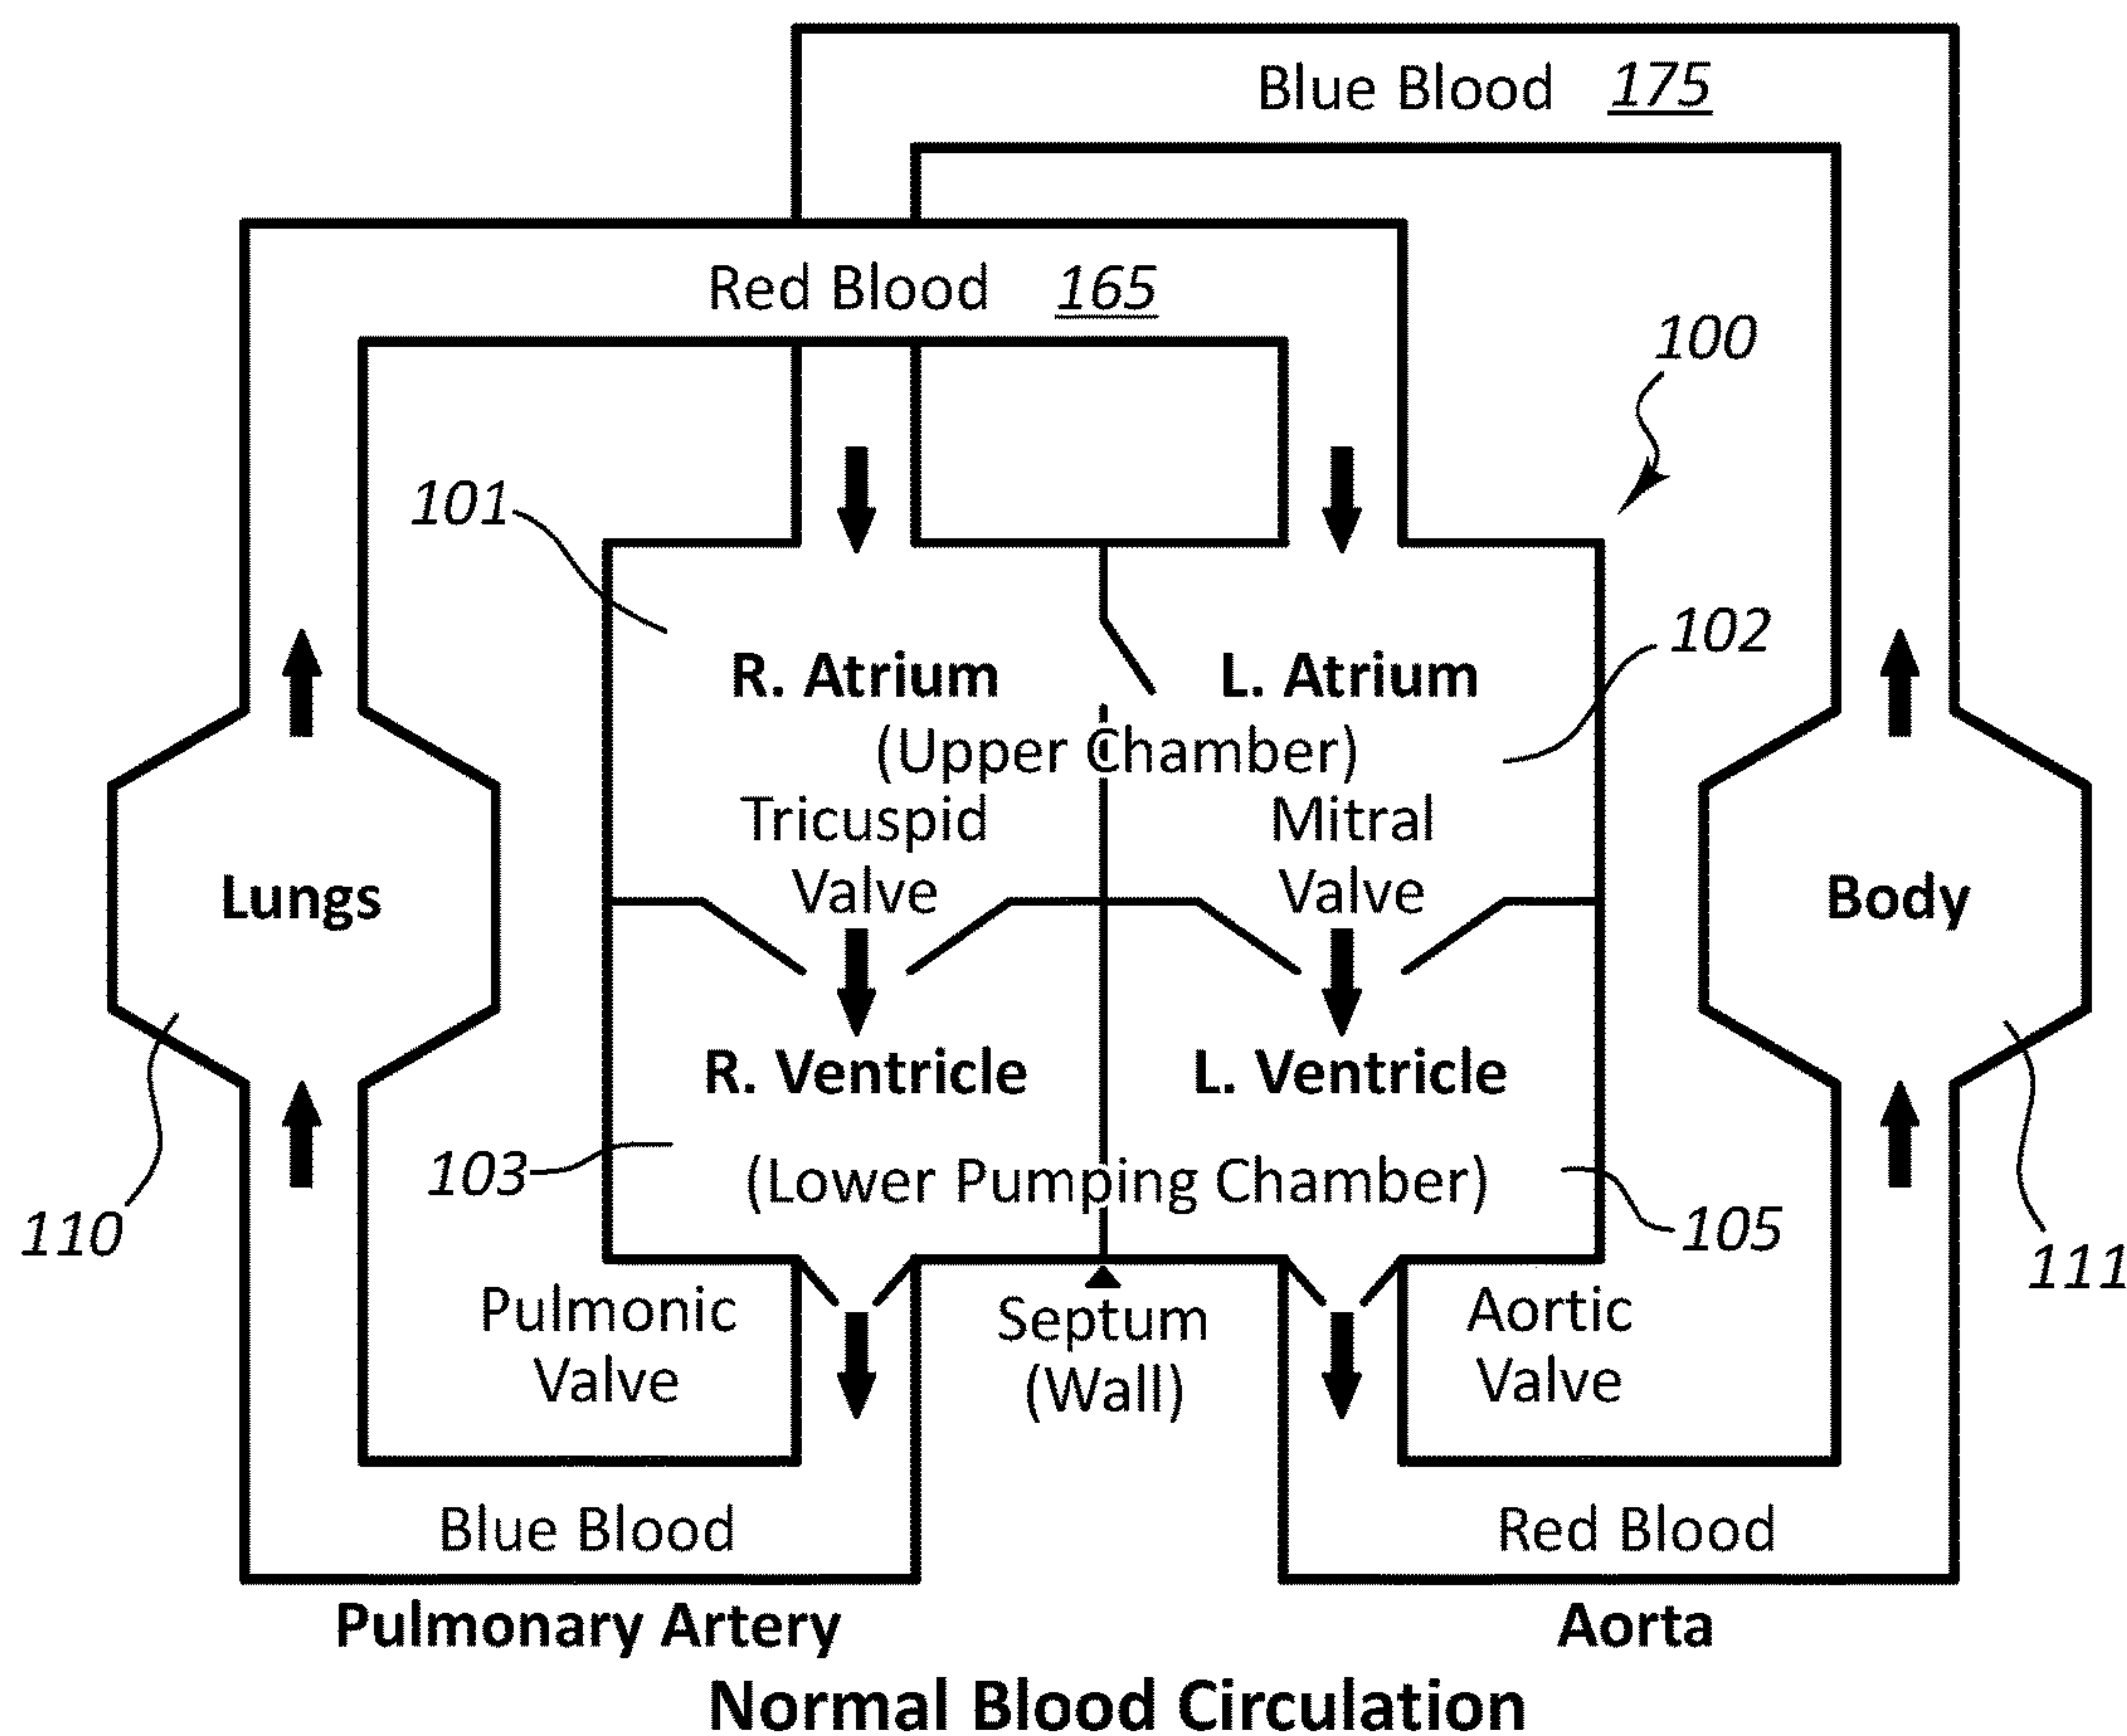 Blue Blood 175
Red Blood 165
100
101
102
R. Atrium L. Atrium
(Upper Chamber)
Tricuspid Valve
Mitral Valve
Lungs
Body
R. Ventricle L. Ventricle
103
(Lower Pumping Chamber)
105
110
111
Pulmonic
Valve
Septum
(Wall)
Aortic
Valve
Blue Blood
Red Blood
Pulmonary Artery
Aorta
Normal Blood Circulation